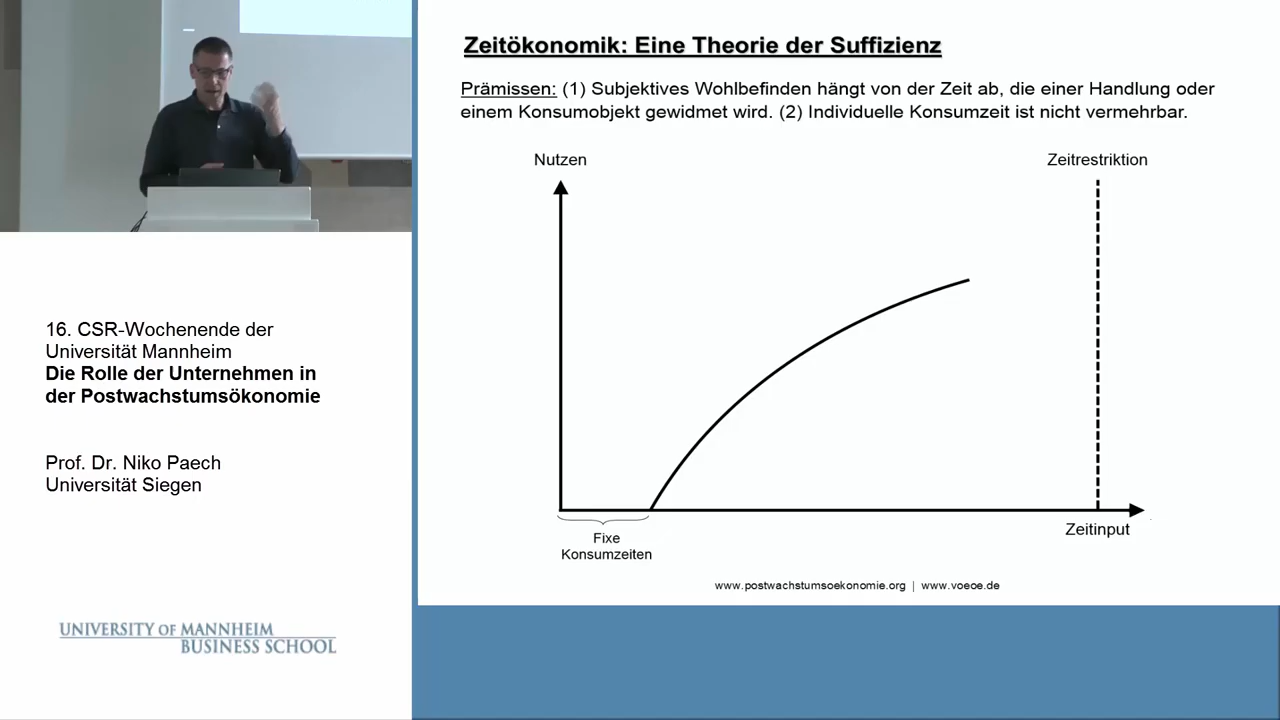 16. CSR-Wochenende der
Universität Mannheim
Die Rolle der Unternehmen in
der Postwachstumsökonomie
Prof. Dr. Niko Paech
Universität Siegen
UNIVERSITY OF MANNHEIM
BUSINESS SCHOOL
Zeitökonomik: Eine Theorie der Suffizienz
Prämissen: (1) Subjektives Wohlbefinden hängt von der Zeit ab, die einer Handlung oder
einem Konsumobjekt gewidmet wird. (2) Individuelle Konsumzeit ist nicht vermehrbar.
Nutzen
Zeitrestriktion
Zeitinput
Fixe
Konsumzeiten
www.postwachstumsoekonomie.org | www.voeoe.de